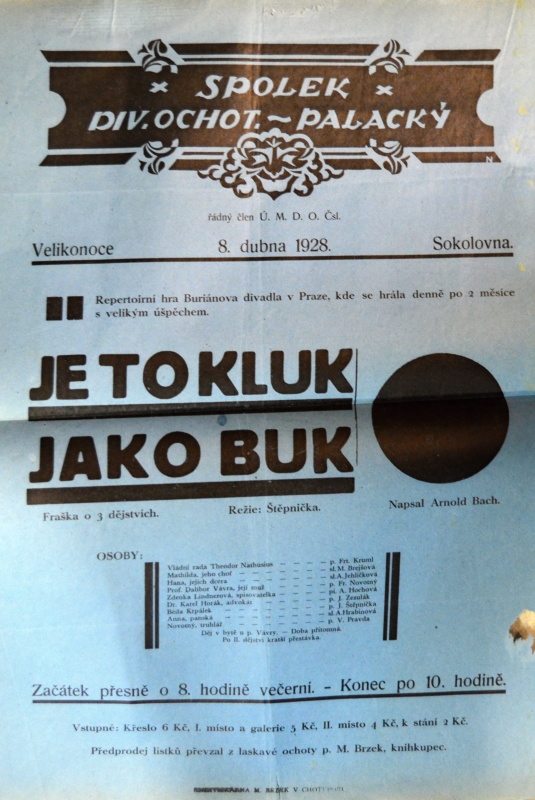 SPOLEK
DIV. OCHOT. ~ PALACKÝ
N
řádný člen Ú. M. D. O. Čsl.
Velikonoce 8. dubna 1928. Sokolovna.
Repertoirní hra Buriánova divadla v Praze, kde se hrála denně po 2 měsíce
s velikým úspěchem.
JE TO KLUK
JAKO BUK
Fraška o 3 dějstvích. Režie: Štěpnička. Napsal Arnold Bach.
OSOBY:
Vládní rada Theodor Nathusius - - - - p. Frt. Kruml
Mathilda, jeho choť - - - - sl. M. Brejšová
Hana, jejich dcera - - - - sl. A. Jehličková
Prof. Dalibor Vávra, její muž - - - - p. Fr. Novotný
Zdenka Lindnerová, spisovatelka - - - - pí. A. Hochová
Dr. Karel Horák, advokát - - - - p. J. Zezulák
Béda Krpálek - - - - p. J. Štěpnička
Anna, panská - - - - sl. A. Hrabinová
Novotný, truhlář - - - - p. V. Pravda
Děj v bytě u p. Vávry. — Doba přítomná.
Po II. dějství kratší přestávka.
Začátek přesně o 8. hodině večerní. - Konec po 10. hodině.
Vstupné: Křeslo 6 Kč, I. místo a galerie 5 Kč, II. místo 4 Kč, k stání 2 Kč.
Předprodej lístků převzal z laskavé ochoty p. M. Brzek, knihkupec.
M. BRZEK V